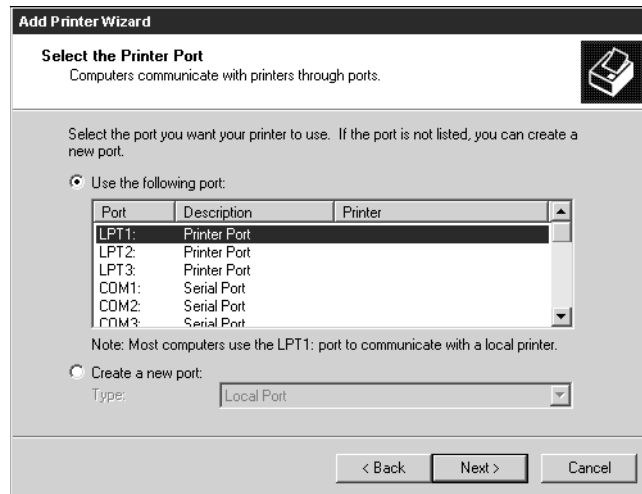 Add Printer Wizard
Select the Printer Port
Computers communicate with printers through ports.
Select the port you want your printer to use. If the port is not listed, you can create a
new port.
Use the following port:
Port Description Printer
LPT1: Printer Port
LPT2: Printer Port
LPT3: Printer Port
COM1: Serial Port
COM2: Serial Port
COM3: Serial Port
Note: Most computers use the LPT1: port to communicate with a local printer.
Create a new port:
Type: Local Port
< Back Next > Cancel